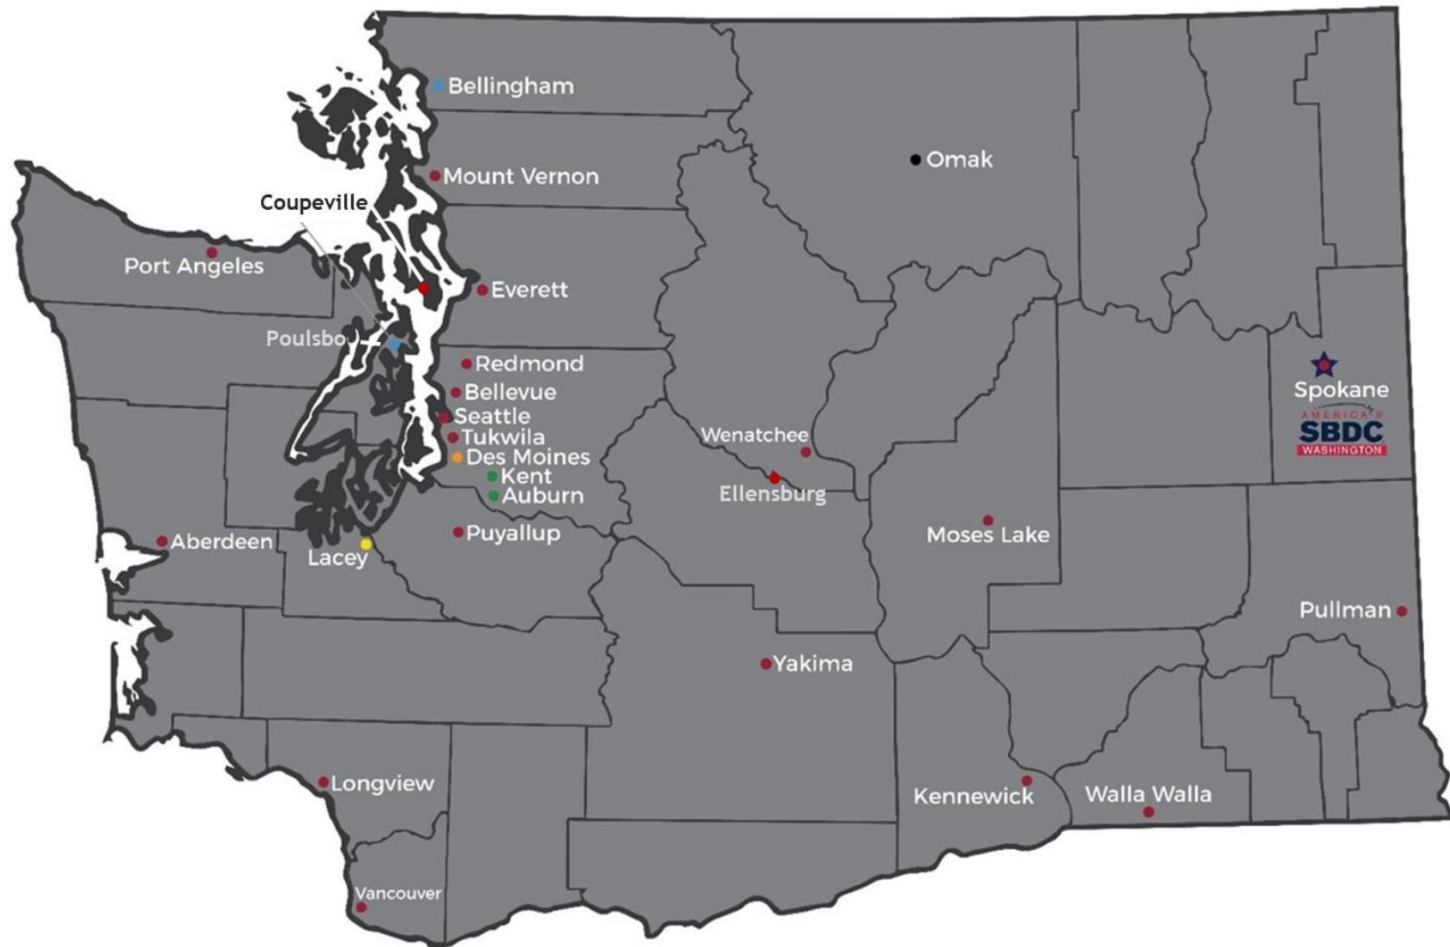 Bellingham
Omak
Mount Vernon
Coupeville
Port Angeles
Everett
Poulsbo
Redmond
Bellevue
Spokane
AMERICA'S
SBDC
WASHINGTON
Seattle
Tukwila
Wenatchee
Des Moines
Kent
Ellensburg
Auburn
Puyallup
Moses Lake
Aberdeen
Lacey
Pullman
Yakima
Longview
Kennewick
Walla Walla
Vancouver